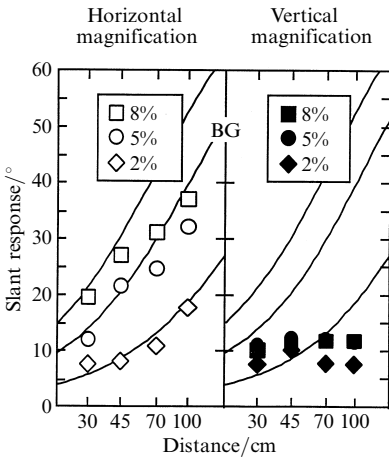 Horizontal
magnification
Vertical
magnification
60
50
40
30
20
10
0
Slant response/°
8%
5%
2%
BG
8%
5%
2%
30 45 70 100
30 45 70 100
Distance/cm